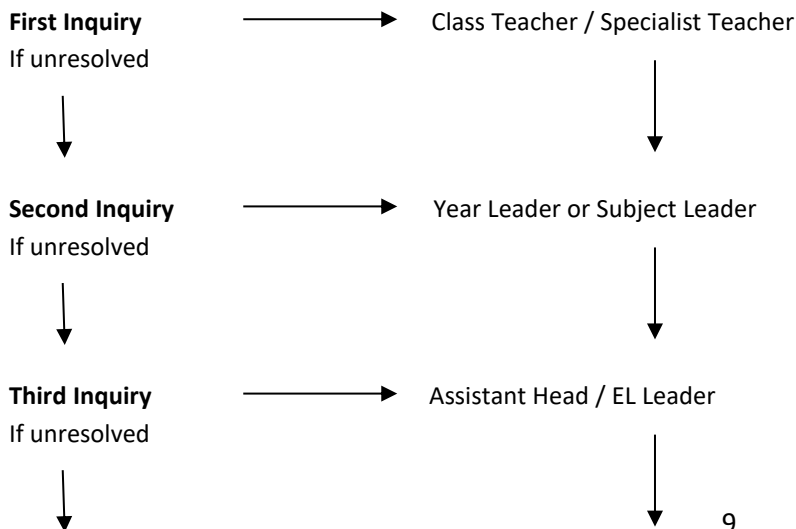 First Inquiry Class Teacher / Specialist Teacher
If unresolved
Second Inquiry Year Leader or Subject Leader
If unresolved
Third Inquiry Assistant Head / EL Leader
If unresolved
9